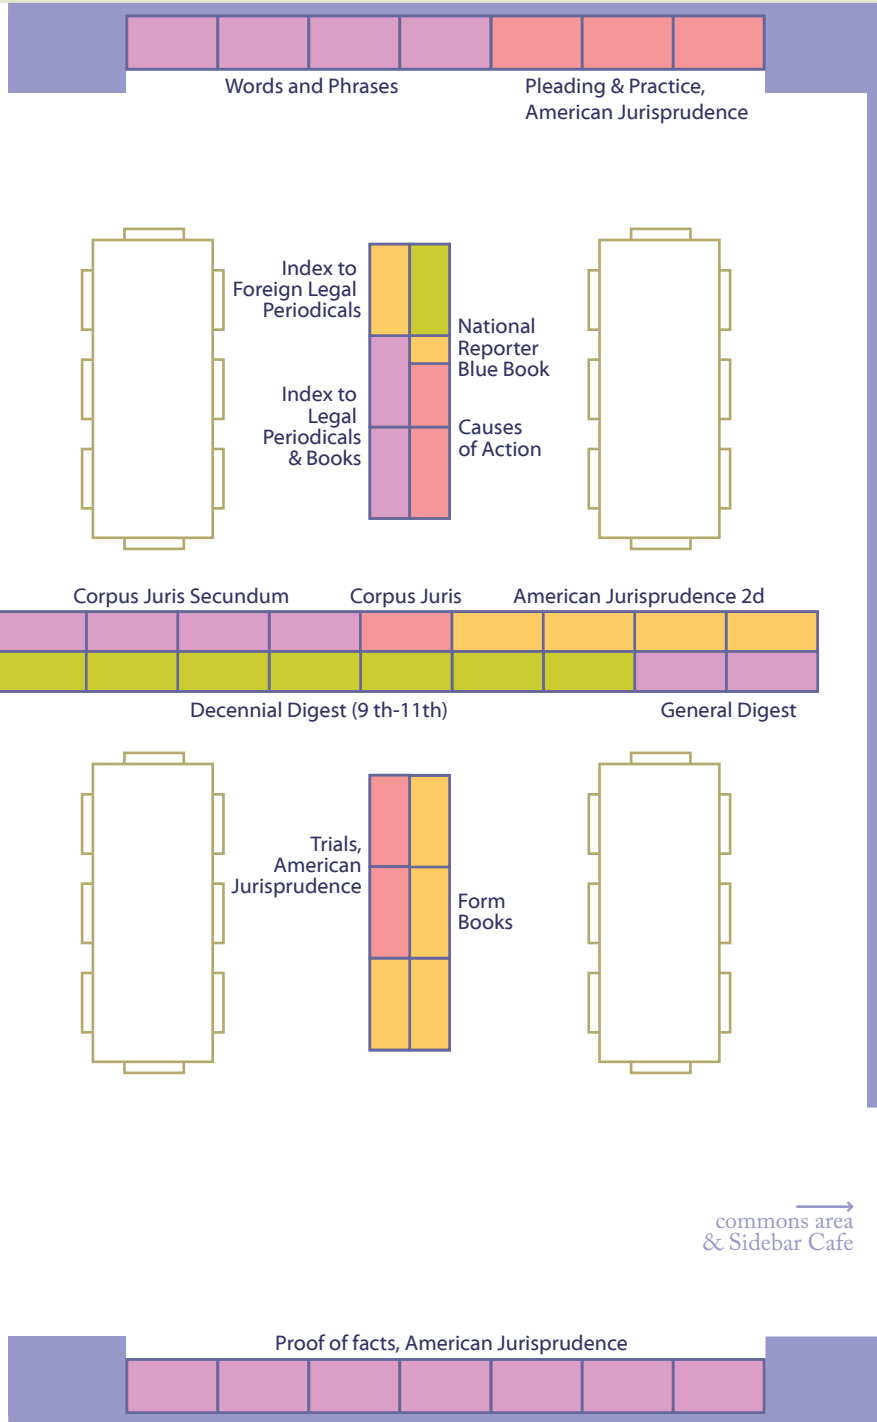 Words and Phrases
Pleading & Practice,
American Jurisprudence
Index to
Foreign Legal
Periodicals
National
Reporter
Blue Book
Index to
Legal
Periodicals
& Books
Causes
of Action
Corpus Juris Secundum
Corpus Juris
American Jurisprudence 2d
Decennial Digest (9 th-11th)
General Digest
Trials,
American
Jurisprudence
Form
Books
commons area
& Sidebar Cafe
Proof of facts, American Jurisprudence